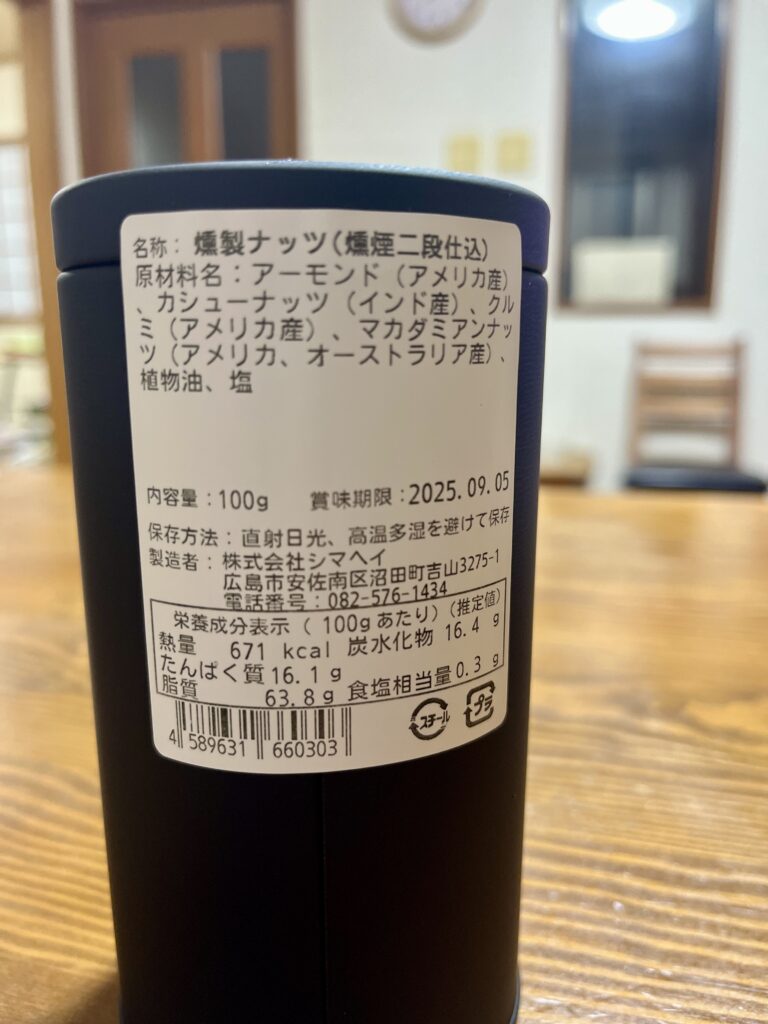 名称：燻製ナッツ(燻煙二段仕込)
原材料名：アーモンド（アメリカ産）
、カシューナッツ（インド産）、クル
ミ（アメリカ産）、マカダミアンナッ
ツ（アメリカ、オーストラリア産）、
植物油、塩
内容量：100g　賞味期限：2025.09.05
保存方法：直射日光、高温多湿を避けて保存
製造者：株式会社シマヘイ
広島市安佐南区沼田町吉山3275-1
電話番号：082-576-1434
栄養成分表示（100gあたり）（推定値）
熱量　671 kcal　炭水化物　16.4 g
たんぱく質16.1g
脂質　63.8g　食塩相当量0.3g
4 589631 660303
スチール　プラ